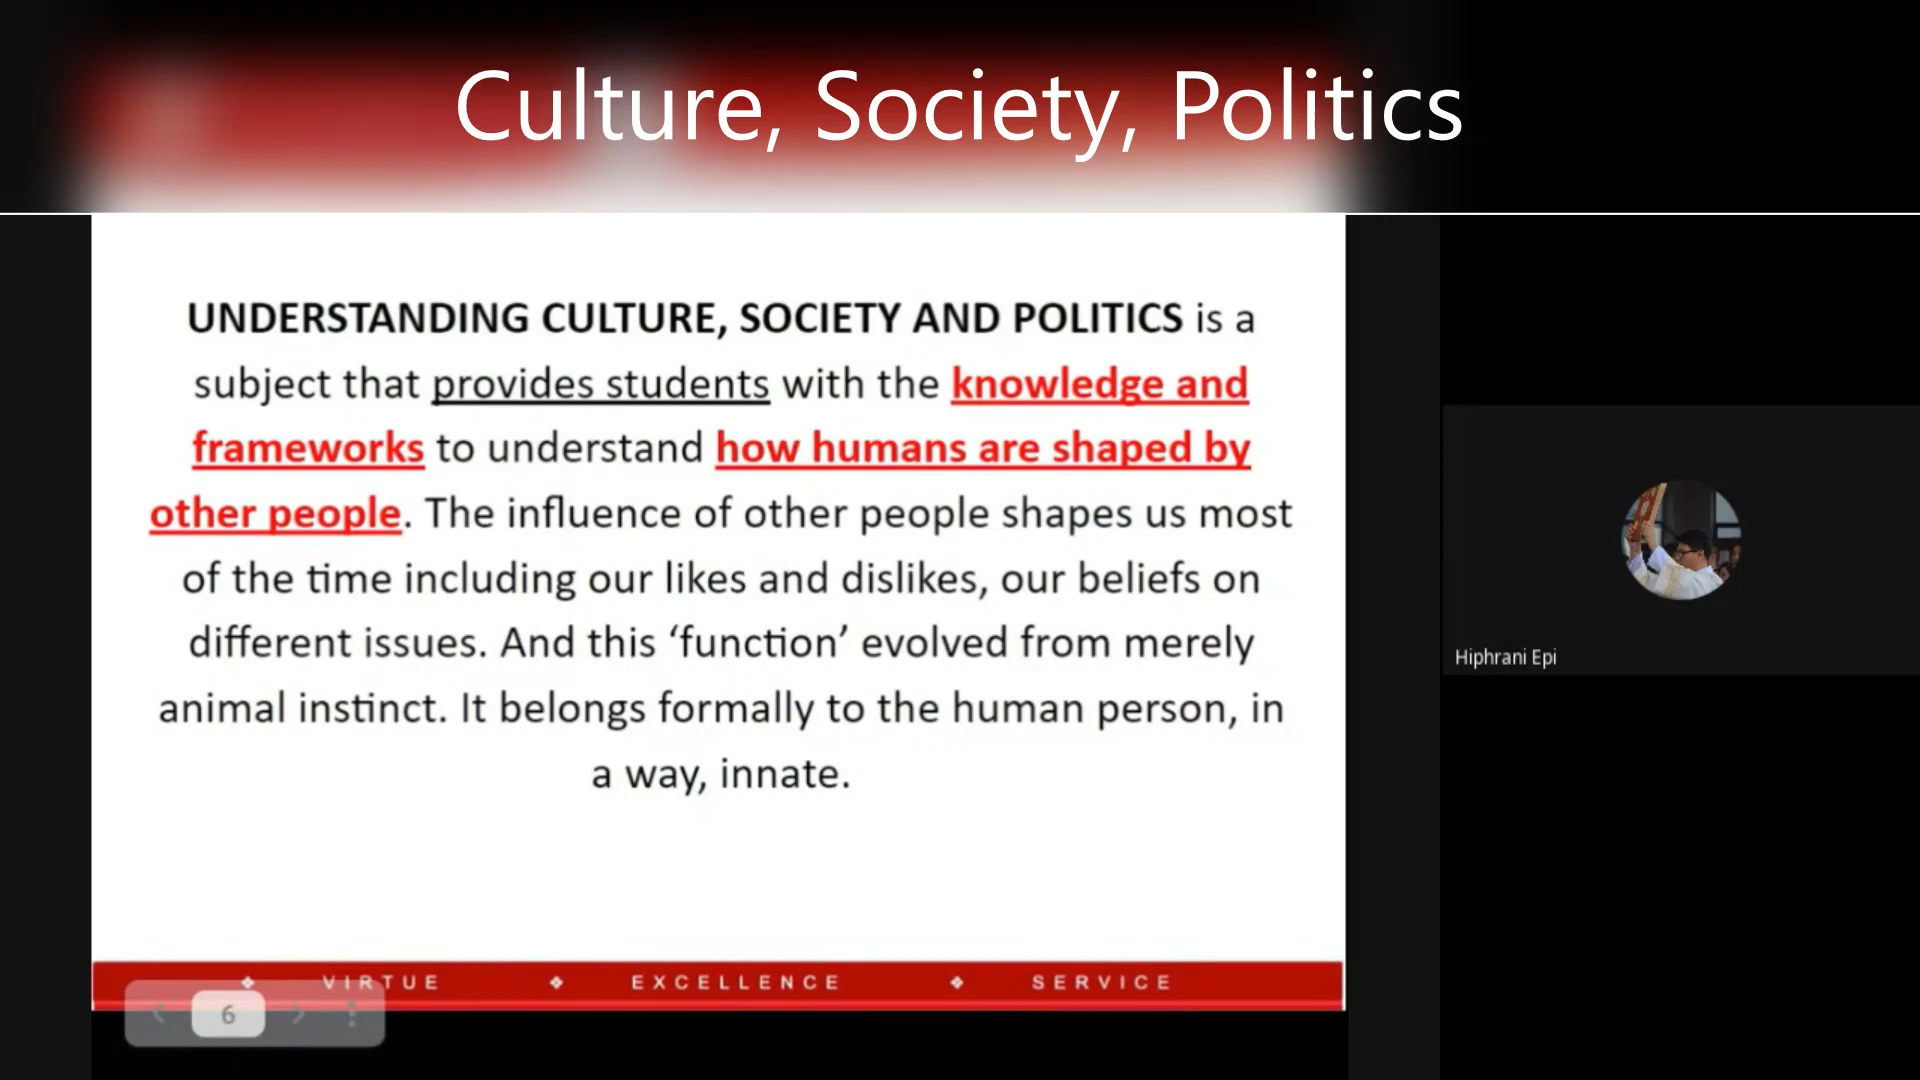 Culture, Society, Politics
UNDERSTANDING CULTURE, SOCIETY AND POLITICS is a
subject that provides students with the knowledge and
frameworks to understand how humans are shaped by
other people. The influence of other people shapes us most
of the time including our likes and dislikes, our beliefs on
different issues. And this ‘function’ evolved from merely
animal instinct. It belongs formally to the human person, in
a way, innate.
Hiphrani Epi
❖ VIRTUE ❖ EXCELLENCE ❖ SERVICE
6